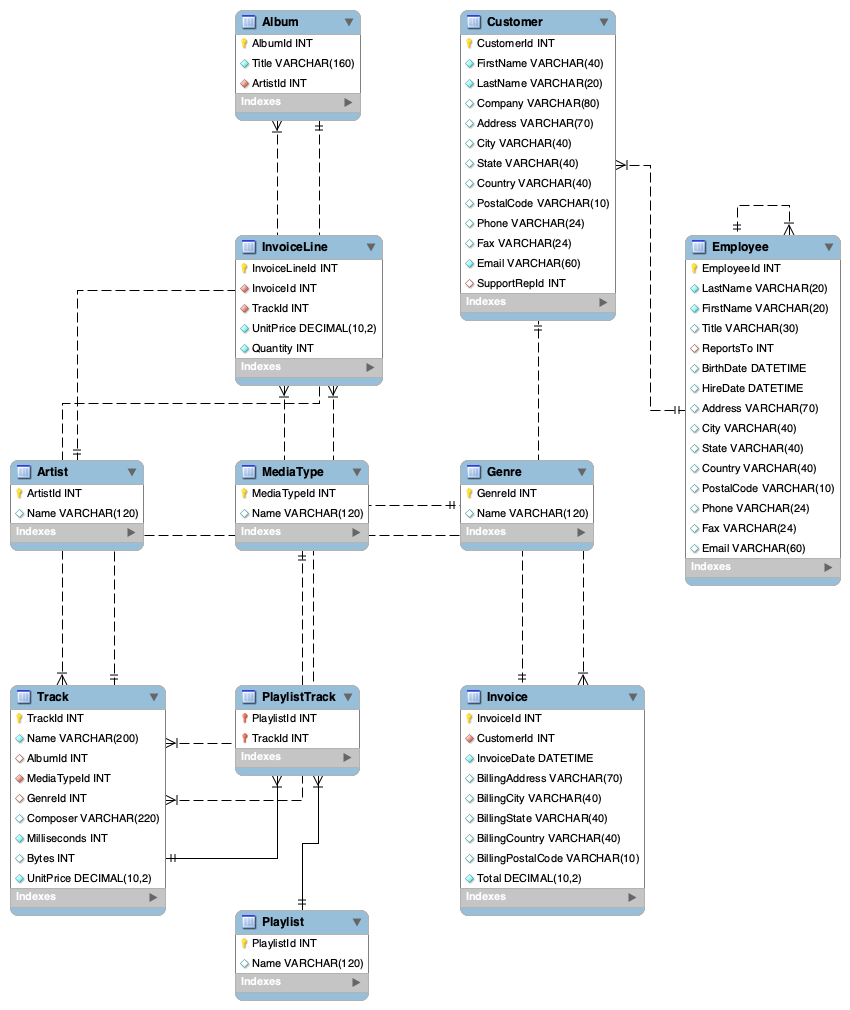 Album
AlbumId INT
Title VARCHAR(160)
ArtistId INT
Indexes
Customer
CustomerId INT
FirstName VARCHAR(40)
LastName VARCHAR(20)
Company VARCHAR(80)
Address VARCHAR(70)
City VARCHAR(40)
State VARCHAR(40)
Country VARCHAR(40)
PostalCode VARCHAR(10)
Phone VARCHAR(24)
Fax VARCHAR(24)
Email VARCHAR(60)
SupportRepId INT
Indexes
InvoiceLine
InvoiceLineId INT
InvoiceId INT
TrackId INT
UnitPrice DECIMAL(10,2)
Quantity INT
Indexes
Employee
EmployeeId INT
LastName VARCHAR(20)
FirstName VARCHAR(20)
Title VARCHAR(30)
ReportsTo INT
BirthDate DATETIME
HireDate DATETIME
Address VARCHAR(70)
City VARCHAR(40)
State VARCHAR(40)
Country VARCHAR(40)
PostalCode VARCHAR(10)
Phone VARCHAR(24)
Fax VARCHAR(24)
Email VARCHAR(60)
Indexes
Artist
ArtistId INT
Name VARCHAR(120)
Indexes
MediaType
MediaTypeId INT
Name VARCHAR(120)
Indexes
Genre
GenreId INT
Name VARCHAR(120)
Indexes
Track
TrackId INT
Name VARCHAR(200)
AlbumId INT
MediaTypeId INT
GenreId INT
Composer VARCHAR(220)
Milliseconds INT
Bytes INT
UnitPrice DECIMAL(10,2)
Indexes
PlaylistTrack
PlaylistId INT
TrackId INT
Indexes
Invoice
InvoiceId INT
CustomerId INT
InvoiceDate DATETIME
BillingAddress VARCHAR(70)
BillingCity VARCHAR(40)
BillingState VARCHAR(40)
BillingCountry VARCHAR(40)
BillingPostalCode VARCHAR(10)
Total DECIMAL(10,2)
Indexes
Playlist
PlaylistId INT
Name VARCHAR(120)
Indexes